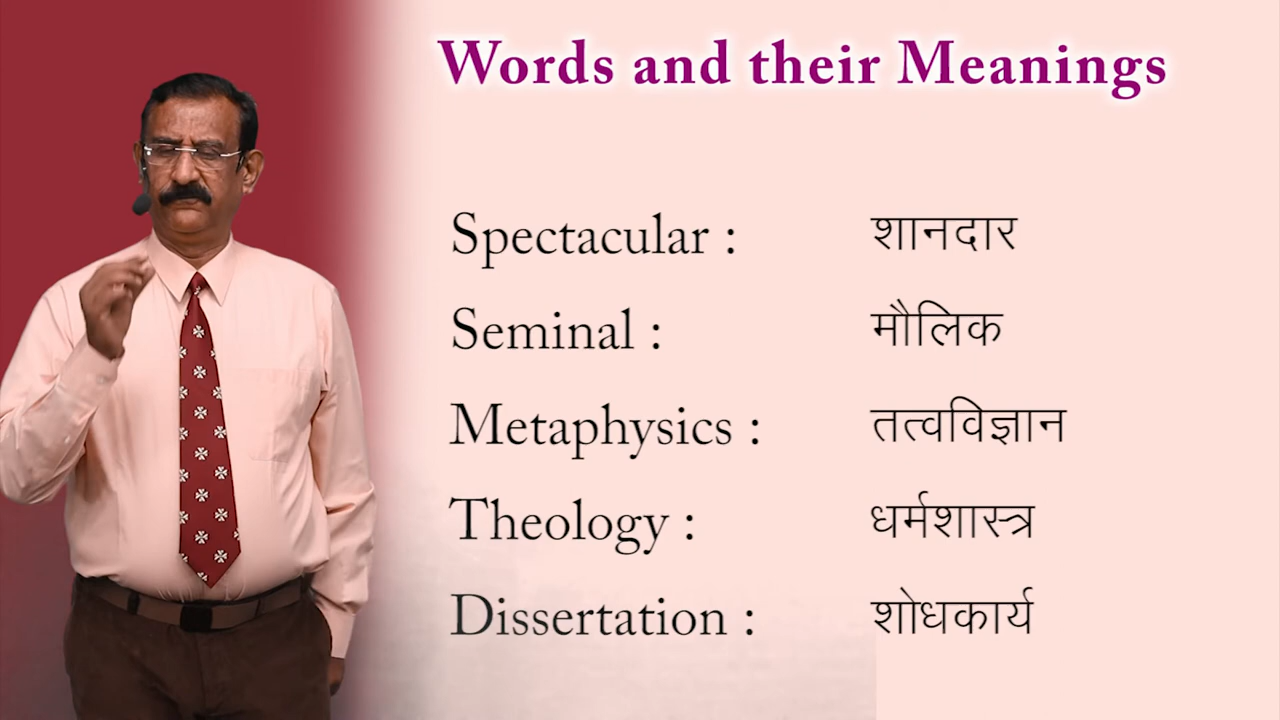 Words and their Meanings
Spectacular : शानदार
Seminal : मौलिक
Metaphysics : तत्वविज्ञान
Theology : धर्मशास्त्र
Dissertation : शोधकार्य